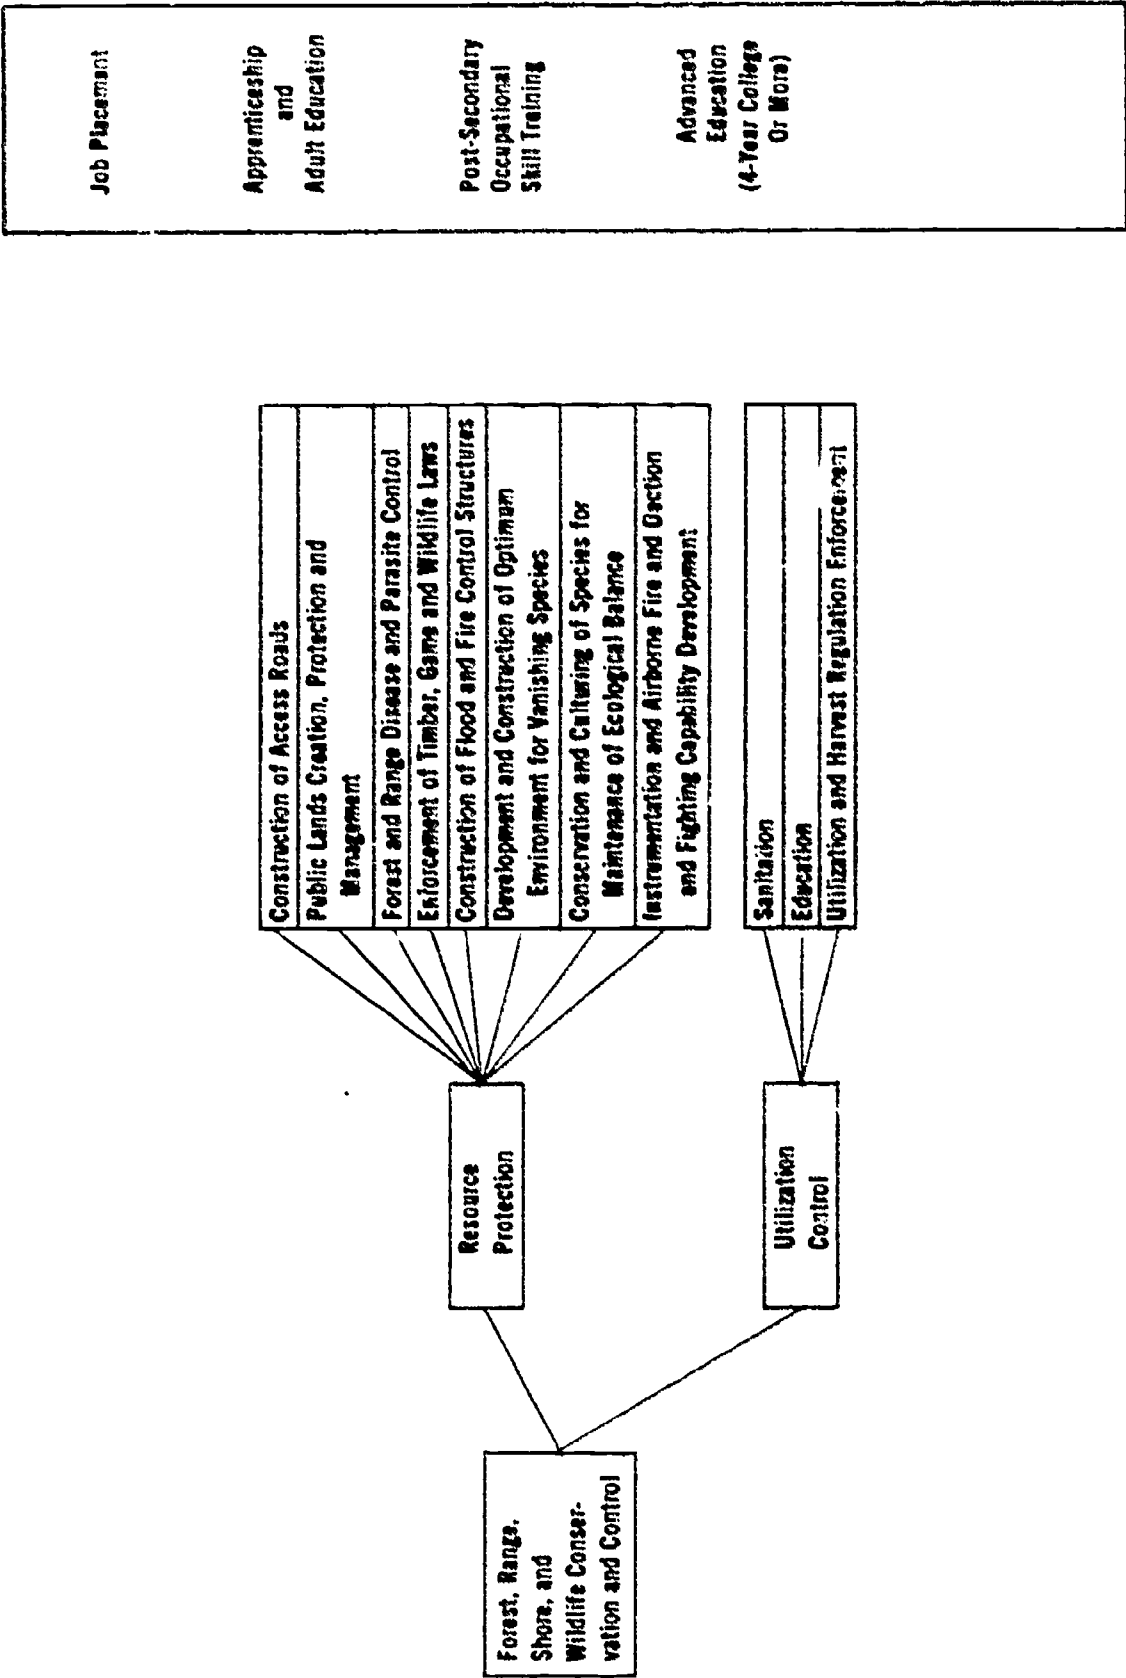 Forest, Range,
Shore, and
Wildlife Conser-
vation and Control
Resource
Protection
Utilization
Control
Construction of Access Roads
Public Lands Creation, Protection and
Management
Forest and Range Disease and Parasite Control
Enforcement of Timber, Game and Wildlife Laws
Construction of Flood and Fire Control Structures
Development and Construction of Optimum
Environment for Vanishing Species
Conservation and Culturing of Species for
Maintenance of Ecological Balance
Instrumentation and Airborne Fire and Daction
and Fighting Capability Development
Sanitation
Education
Utilization and Harvest Regulation Enforcement
Job Placement
Apprenticeship
and
Adult Education
Post-Secondary
Occupational
Skill Training
Advanced
Education
(4-Year College
Or More)